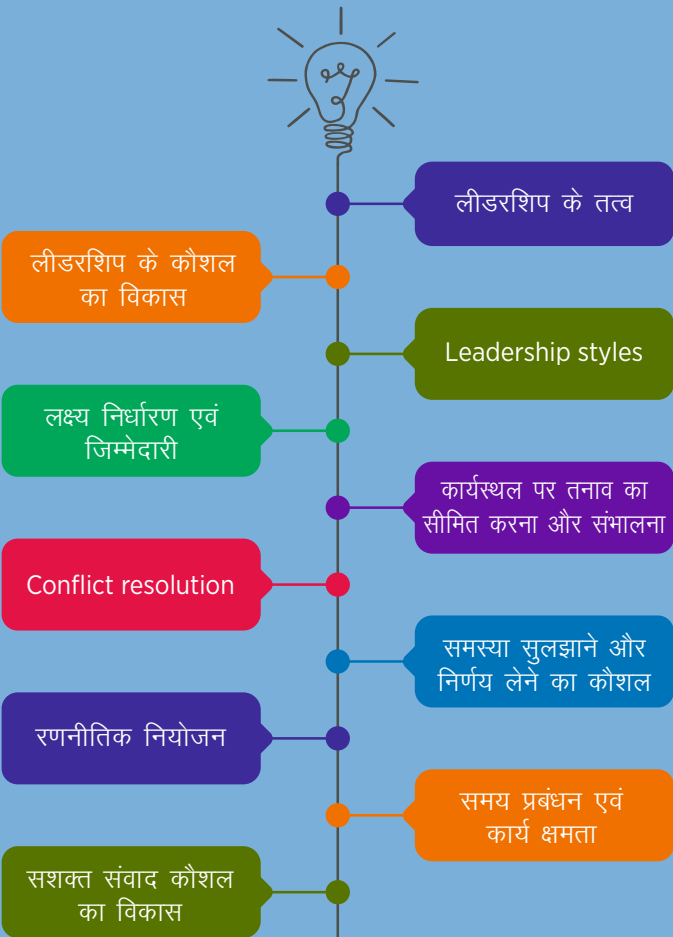 लीडरशिप के तत्व
लीडरशिप के कौशल
का विकास
Leadership styles
लक्ष्य निर्धारण एवं
जिम्मेदारी
कार्यस्थल पर तनाव का
सीमित करना और संभालना
Conflict resolution
समस्या सुलझाने और
निर्णय लेने का कौशल
रणनीतिक नियोजन
समय प्रबंधन एवं
कार्य क्षमता
सशक्त संवाद कौशल
का विकास